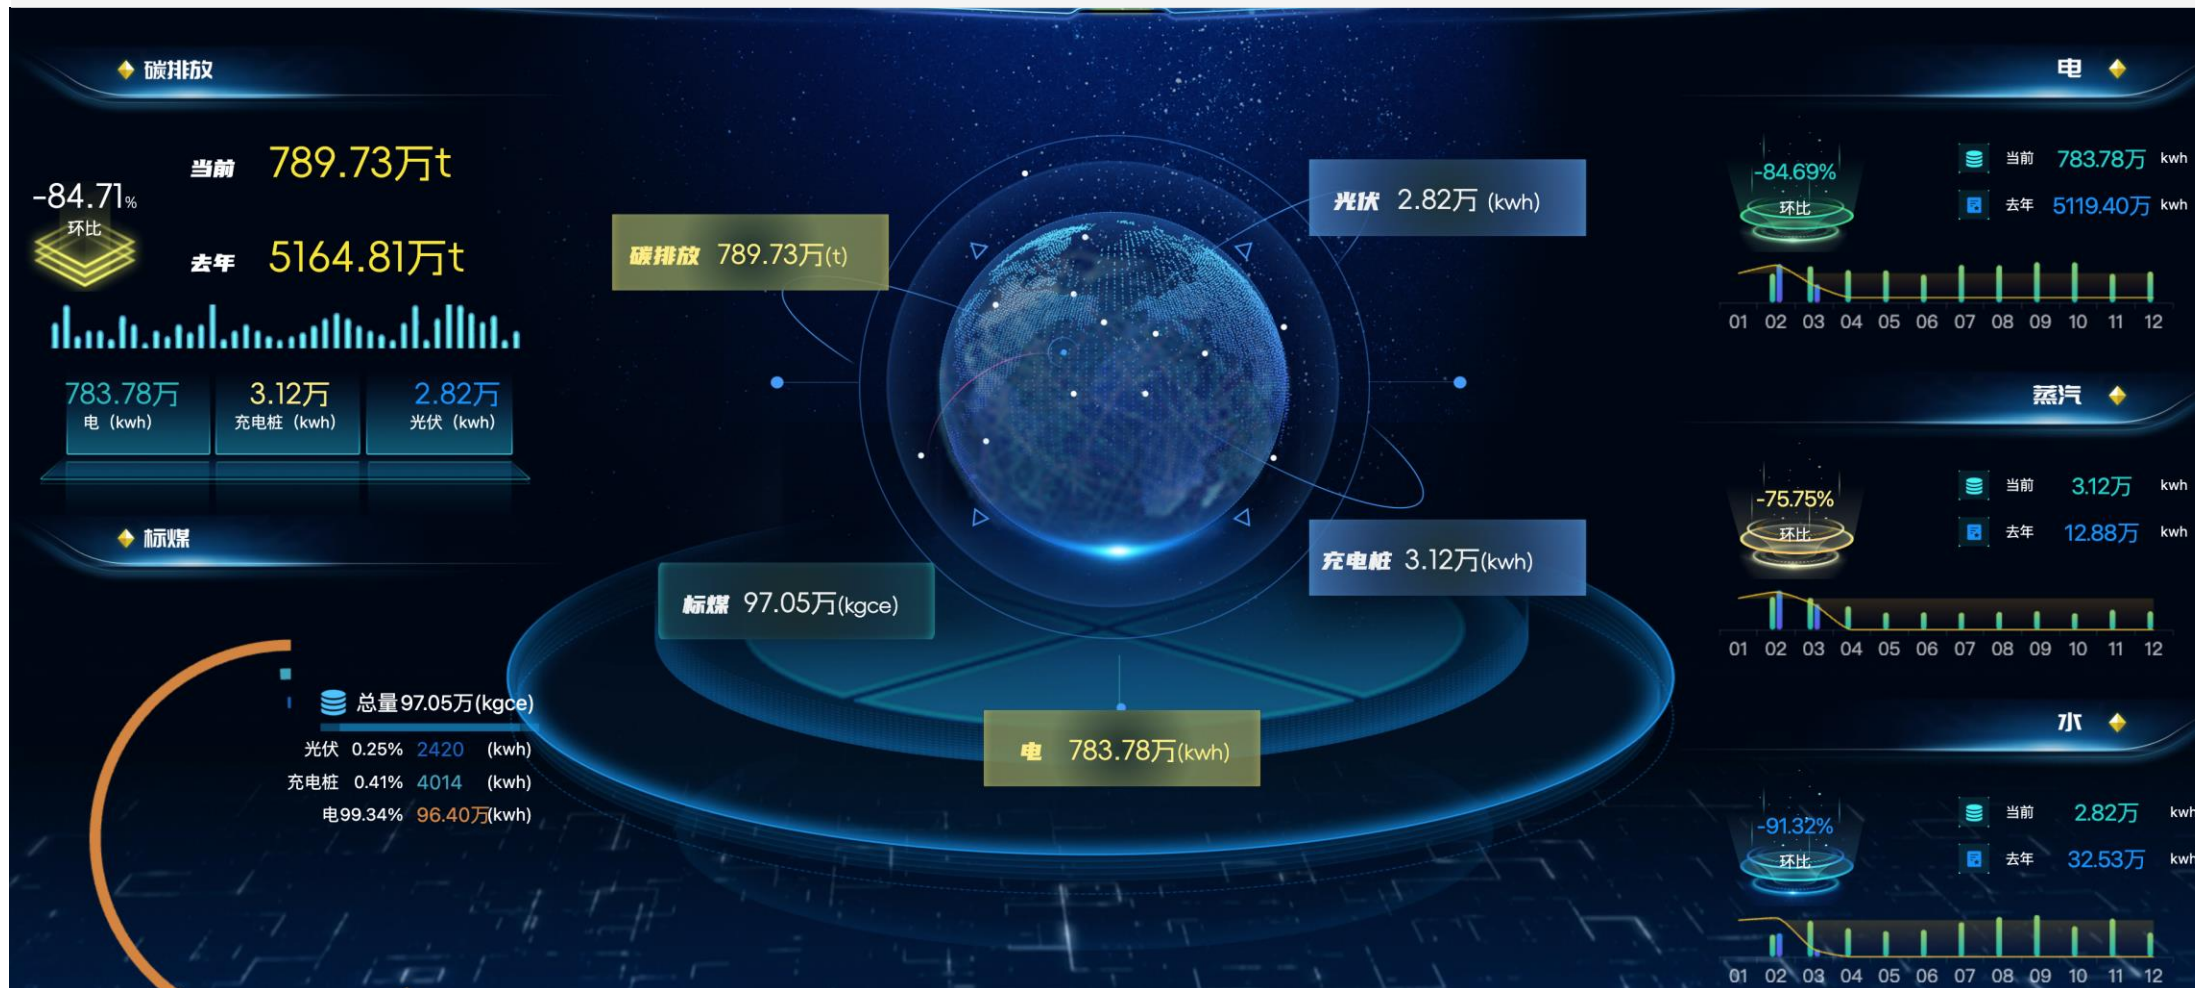 碳排放
当前 789.73万t
-84.71%
环比
去年 5164.81万t
783.78万
电（kwh）
3.12万
充电桩（kwh）
2.82万
光伏（kwh）
标煤
总量97.05万(kgce)
光伏 0.25% 2420 (kwh)
充电桩 0.41% 4014 (kwh)
电99.34% 96.40万(kwh)
碳排放 789.73万(t)
光伏 2.82万 (kwh)
标煤 97.05万(kgce)
充电桩 3.12万(kwh)
电 783.78万(kwh)
电
-84.69%
环比
当前 783.78万 kwh
去年 5119.40万 kwh
01 02 03 04 05 06 07 08 09 10 11 12
蒸汽
-75.75%
环比
当前 3.12万 kwh
去年 12.88万 kwh
01 02 03 04 05 06 07 08 09 10 11 12
水
-91.32%
环比
当前 2.82万 kwh
去年 32.53万 kwh
01 02 03 04 05 06 07 08 09 10 11 12